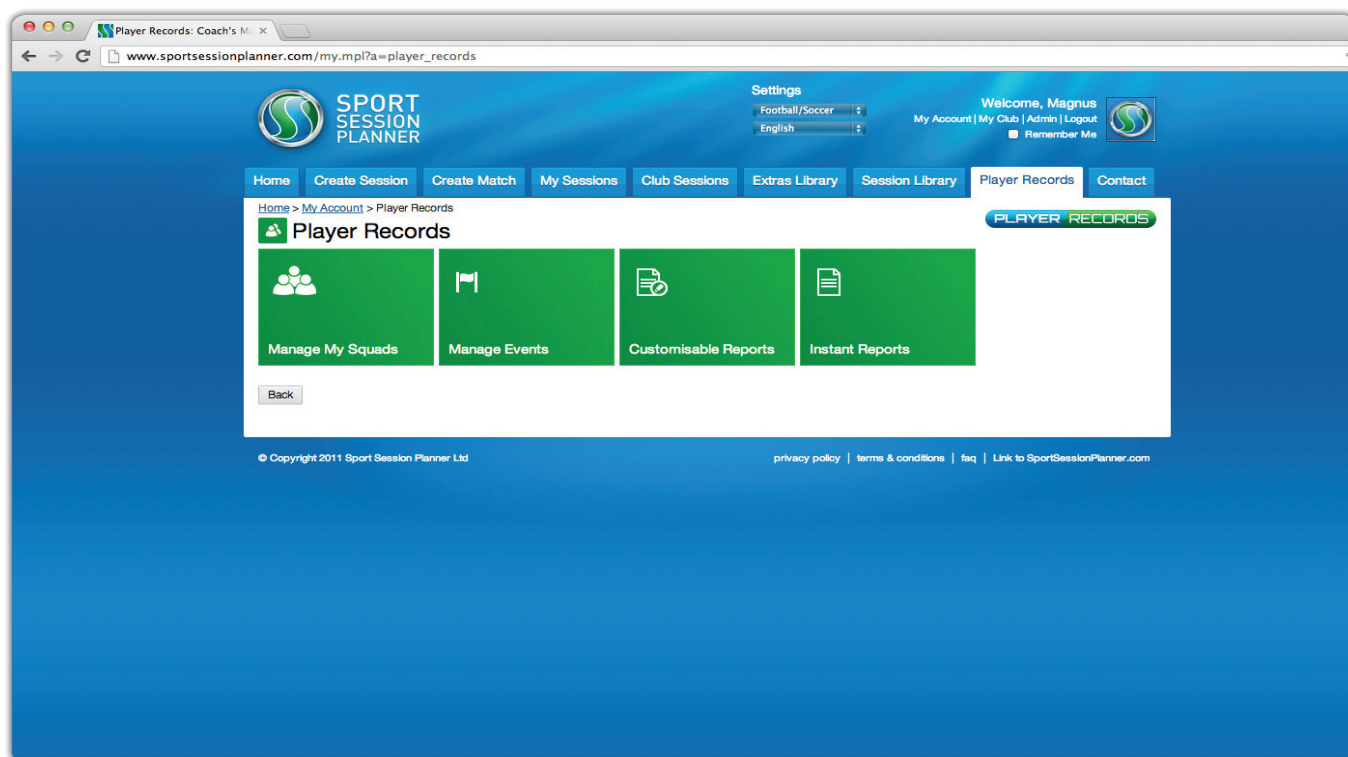 Player Records: Coach's Ma
www.sportsessionplanner.com/my.mpl?a=player_records
SPORT
SESSION
PLANNER
Settings
Football/Soccer
English
Welcome, Magnus
My Account | My Club | Admin | Logout
Remember Me
Home Create Session Create Match My Sessions Club Sessions Extras Library Session Library Player Records Contact
Home > My Account > Player Records
PLAYER RECORDS
Player Records
Manage My Squads Manage Events Customisable Reports Instant Reports
Back
© Copyright 2011 Sport Session Planner Ltd
privacy policy | terms & conditions | faq | Link to SportSessionPlanner.com